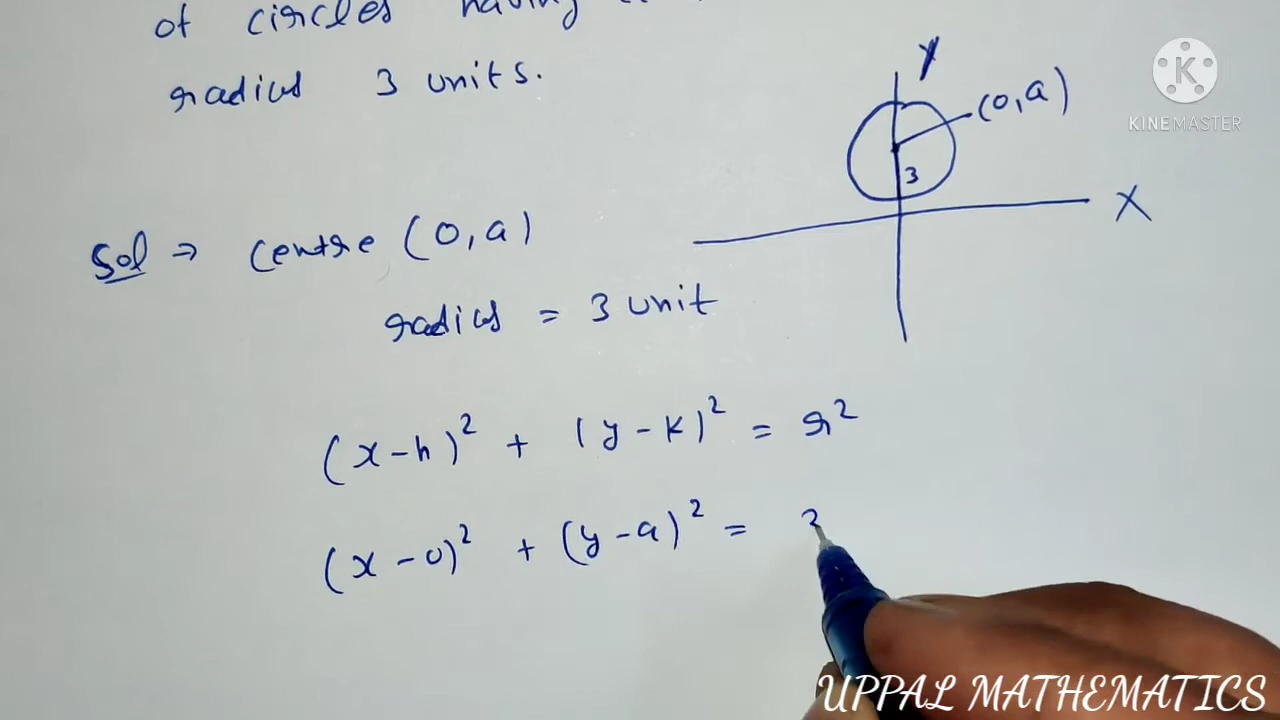 of circles having
radius 3 units.
Y
(0,a)
3
X
KINEMASTER
Sol ⇒ centre (0,a)
radius = 3 unit
(x-h)² + (y-k)² = r²
(x-0)² + (y-a)² = 3
UPPAL MATHEMATICS